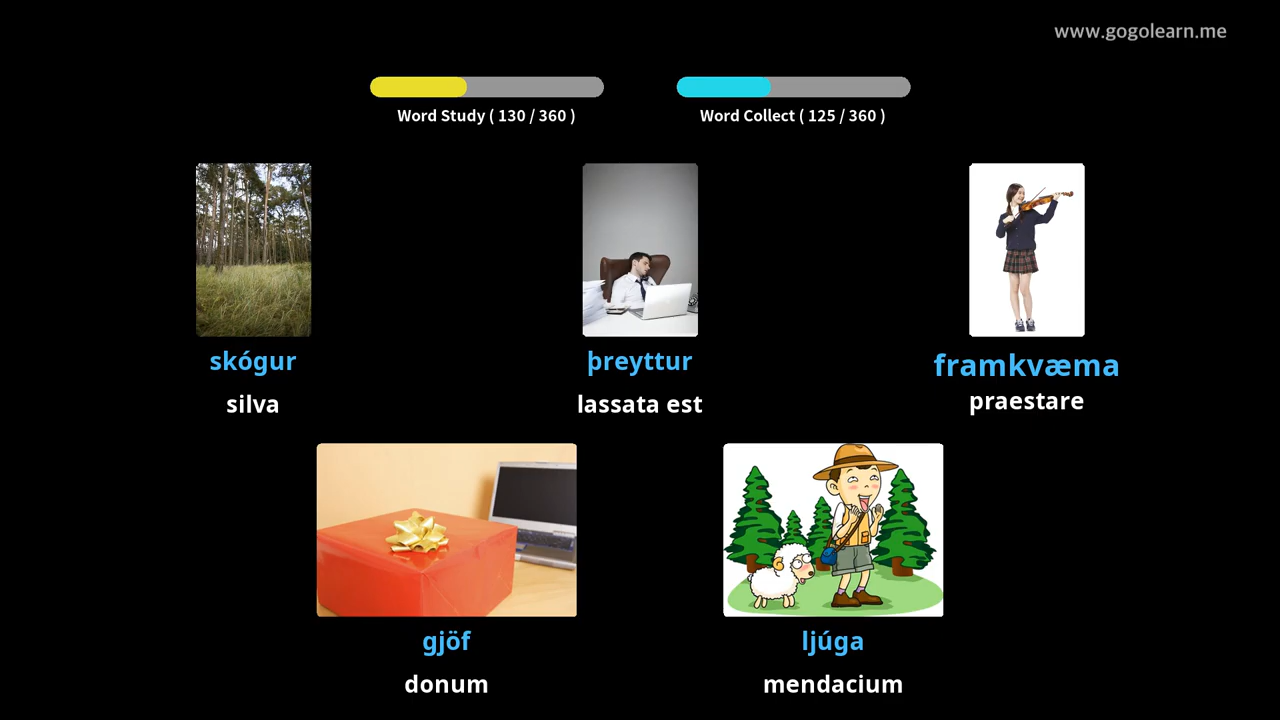 www.gogolearn.me
Word Study ( 130 / 360 )
Word Collect ( 125 / 360 )
skógur
þreyttur
framkvæma
silva
lassata est
praestare
gjöf
ljúga
donum
mendacium